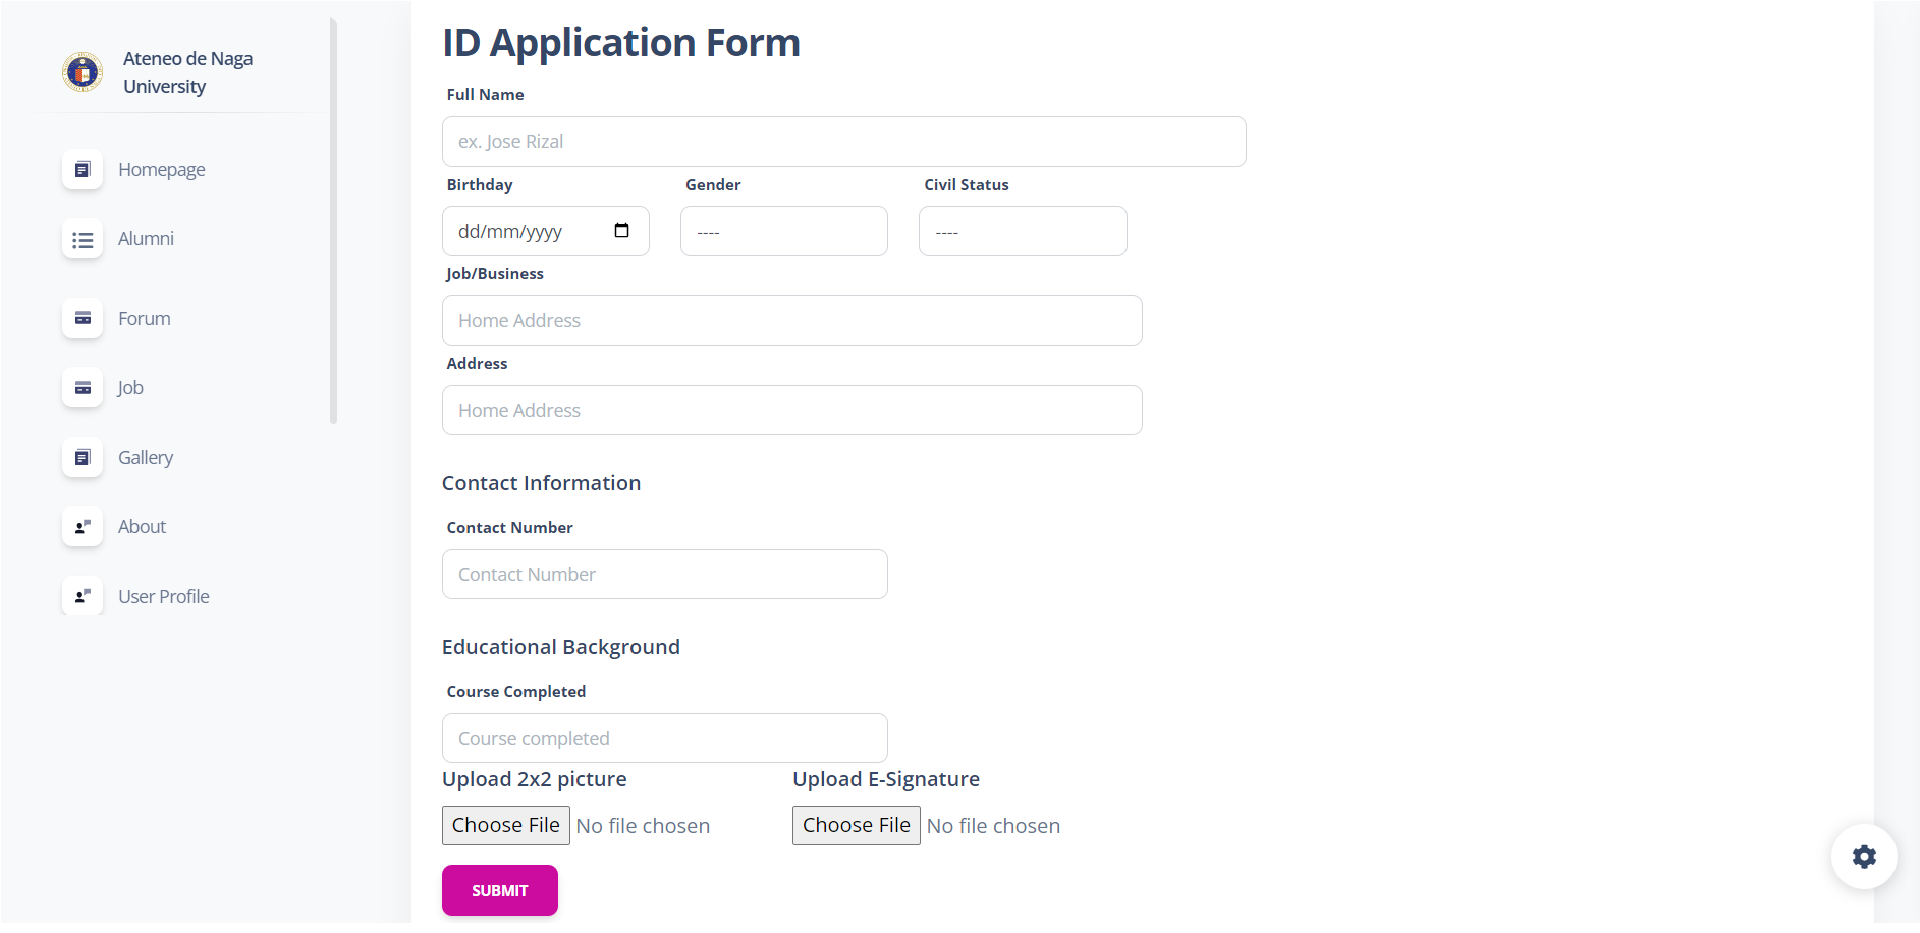 Ateneo de Naga
University
Homepage
Alumni
Forum
Job
Gallery
About
User Profile
ID Application Form
Full Name
ex. Jose Rizal
Birthday Gender Civil Status
dd/mm/yyyy ---- ----
Job/Business
Home Address
Address
Home Address
Contact Information
Contact Number
Contact Number
Educational Background
Course Completed
Course completed
Upload 2x2 picture Upload E-Signature
Choose File No file chosen Choose File No file chosen
SUBMIT